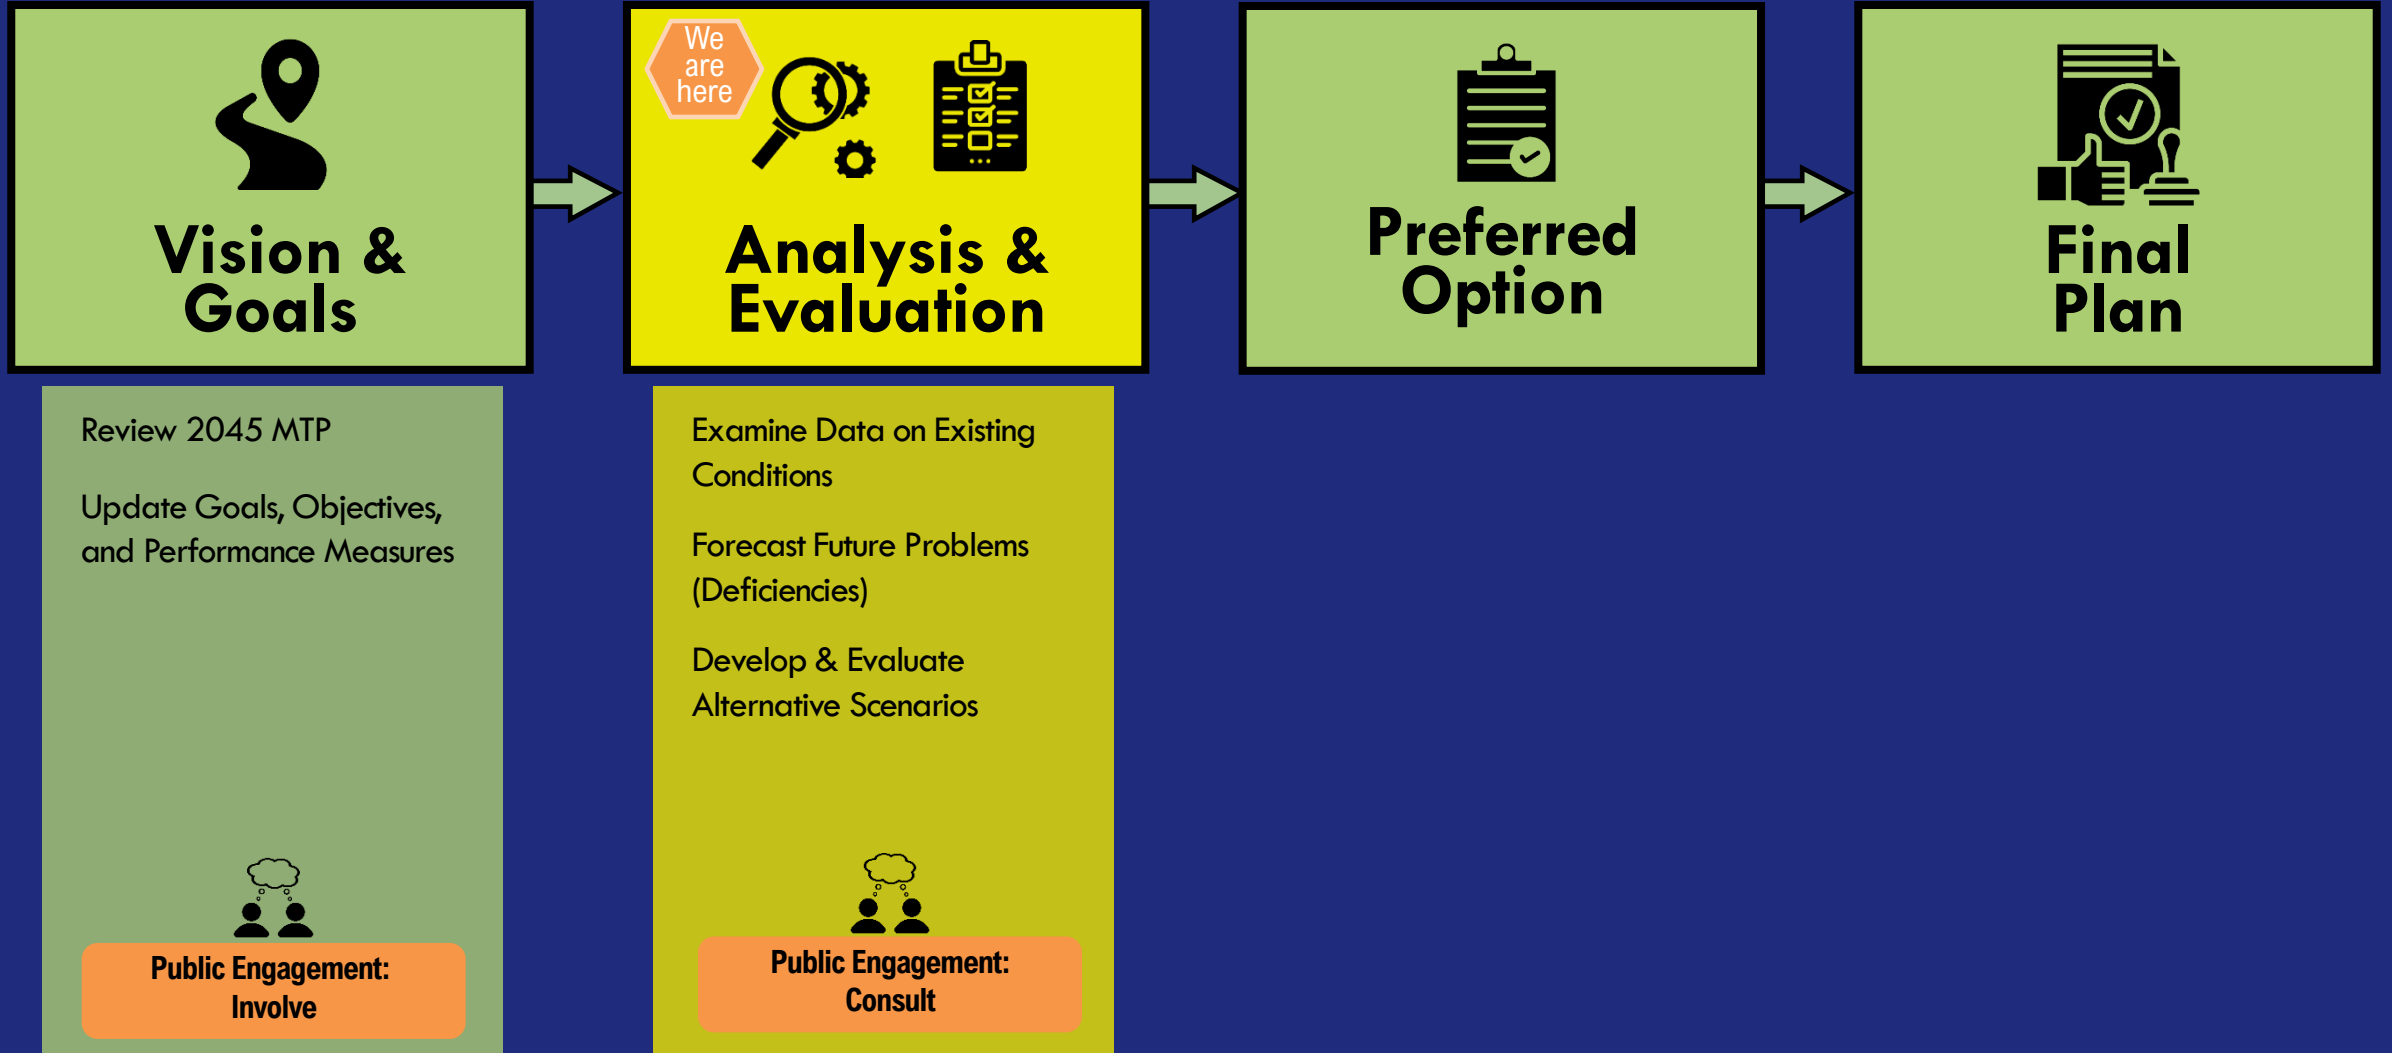 We
are
here
Vision &
Goals
Analysis &
Evaluation
Preferred
Option
Final
Plan
Review 2045 MTP
Update Goals, Objectives,
and Performance Measures
Public Engagement:
Involve
Examine Data on Existing
Conditions
Forecast Future Problems
(Deficiencies)
Develop & Evaluate
Alternative Scenarios
Public Engagement:
Consult